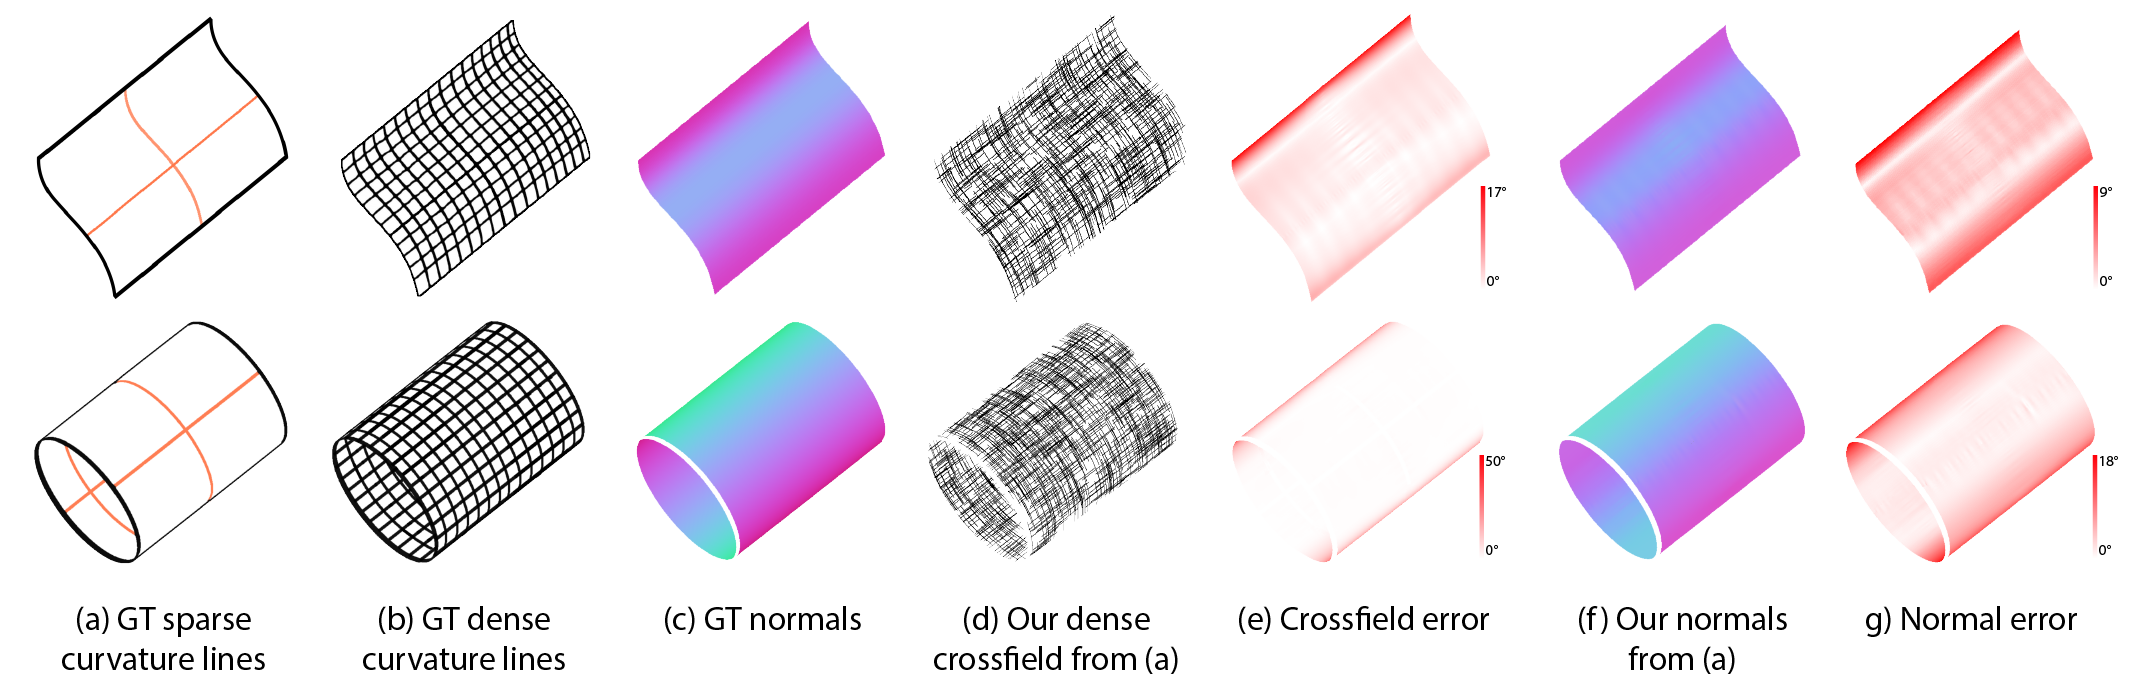 17°
0°
9°
0°
50°
0°
18°
0°
(a) GT sparse
curvature lines
(b) GT dense
curvature lines
(c) GT normals
(d) Our dense
crossfield from (a)
(e) Crossfield error
(f) Our normals
from (a)
g) Normal error